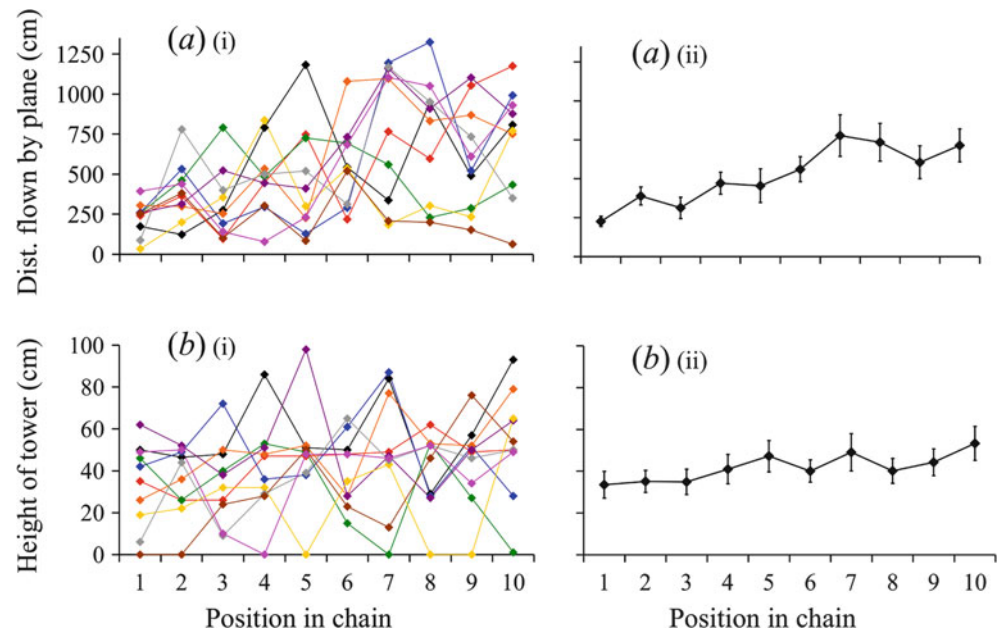 Dist. flown by plane (cm)
1250
1000
750
500
250
0
(a) (i)
(a) (ii)
Height of tower (cm)
100
80
60
40
20
0
(b) (i)
(b) (ii)
1 2 3 4 5 6 7 8 9 10
Position in chain
1 2 3 4 5 6 7 8 9 10
Position in chain